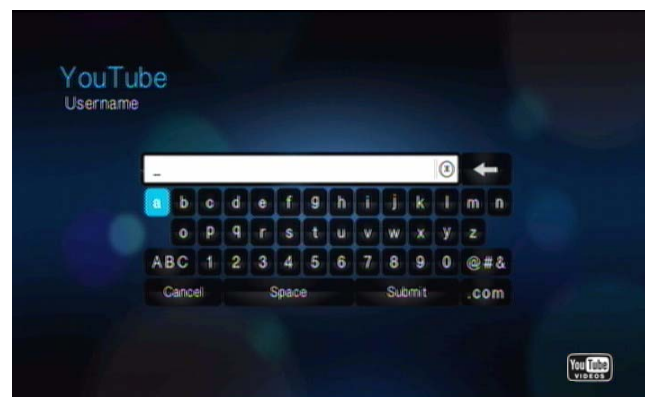 YouTube
Username
_
a b c d e f g h i j k l m n
o p q r s t u v w x y z
ABC 1 2 3 4 5 6 7 8 9 0 @#&
Cancel Space Submit .com
You Tube
VIDEOS